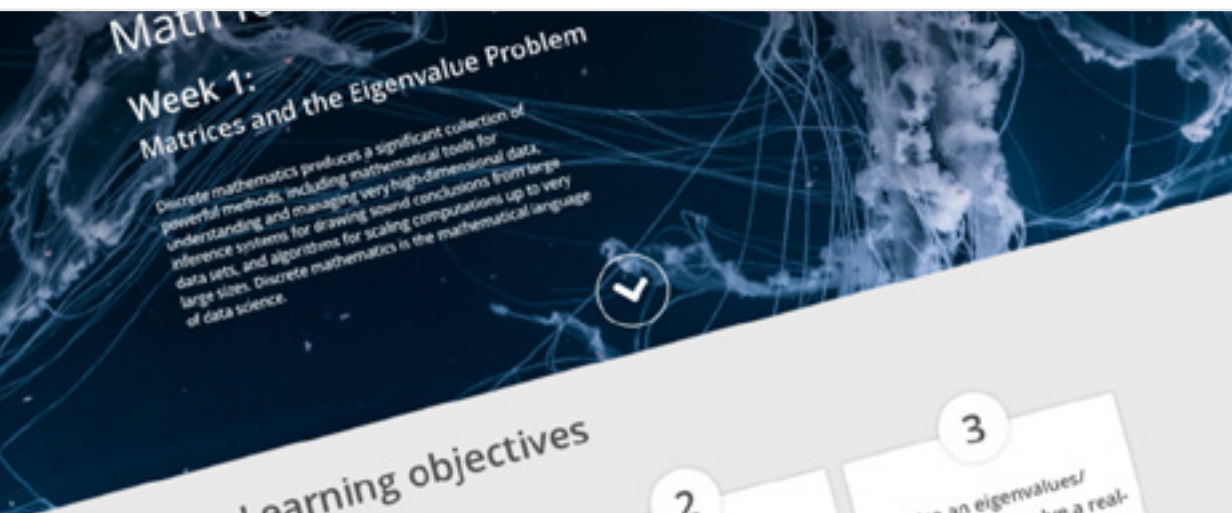 Math
Week 1:
Matrices and the Eigenvalue Problem
Discrete mathematics produces a significant collection of
powerful methods, including mathematical tools for
understanding and managing very high-dimensional data,
inference systems for drawing sound conclusions from large
data sets, and algorithms for scaling computations up to very
large sizes. Discrete mathematics is the mathematical language
of data science.
Learning objectives
2
3
an eigenvalues/
a real-